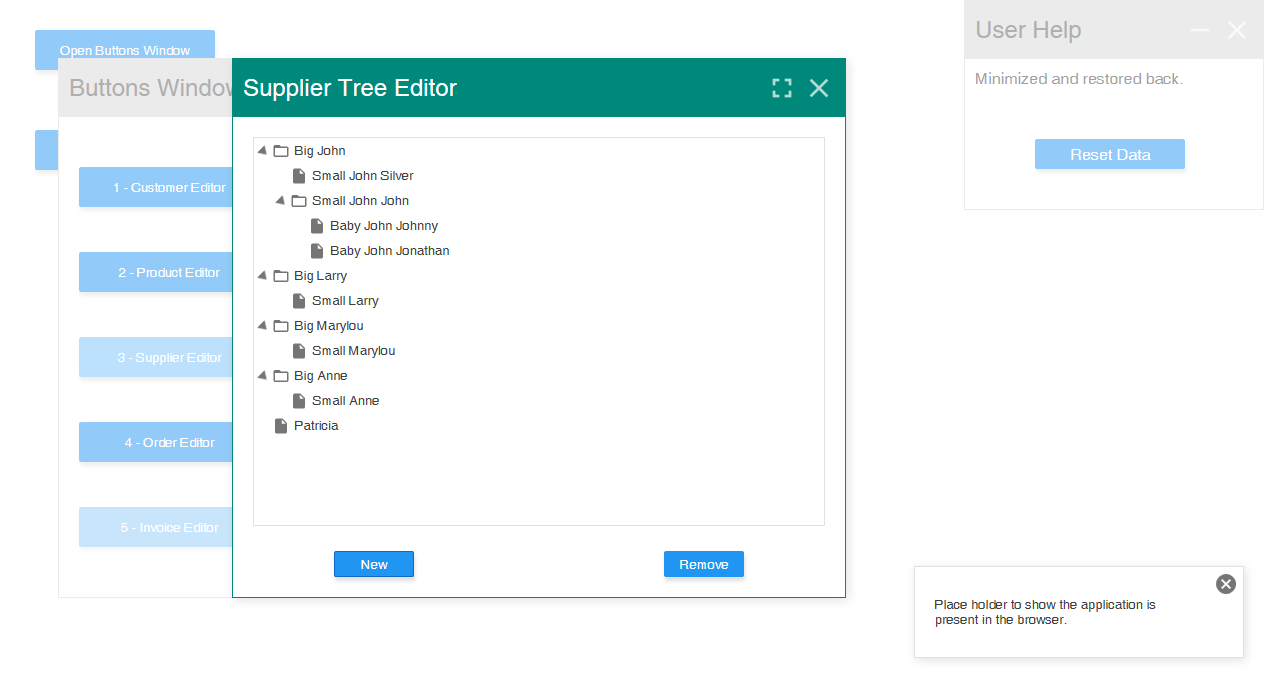 Open Buttons Window
Buttons Window
1 - Customer Editor
2 - Product Editor
3 - Supplier Editor
4 - Order Editor
5 - Invoice Editor
Supplier Tree Editor
Big John
Small John Silver
Small John John
Baby John Johnny
Baby John Jonathan
Big Larry
Small Larry
Big Marylou
Small Marylou
Big Anne
Small Anne
Patricia
New
Remove
User Help
Minimized and restored back.
Reset Data
Place holder to show the application is
present in the browser.